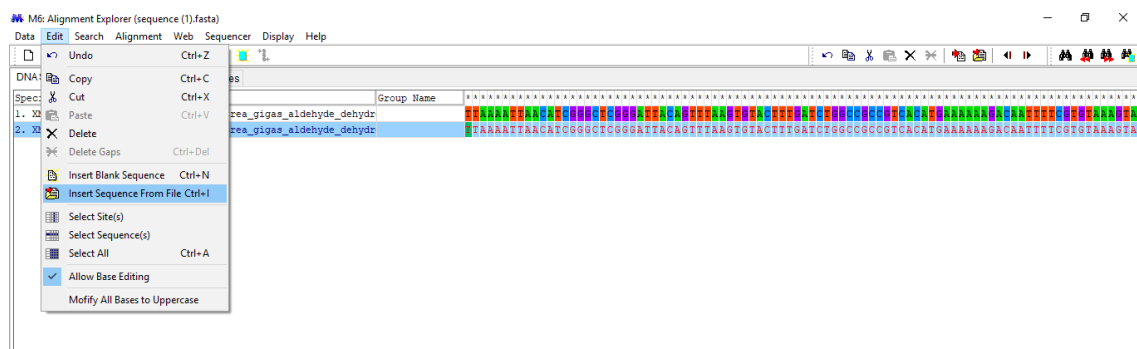 M6: Alignment Explorer (sequence (1).fasta)
Data Edit Search Alignment Web Sequencer Display Help
Undo Ctrl+Z
DNA
Copy Ctrl+C
es
Spec
Cut Ctrl+X
Group Name
1. XM
Paste Ctrl+V
rea_gigas_aldehyde_dehydr
TTAAAATTAACATCGGGCTCGGGATTACAGTTTAAGTGTACTTTGATCTGGCCGCCGTCACATGAAAAAAGACAATTTTCGTGTAAAGTA
2. XM
Delete
rea_gigas_aldehyde_dehydr
TTAAAATTAACATCGGGCTCGGGATTACAGTTTAAGTGTACTTTGATCTGGCCGCCGTCACATGAAAAAAGACAATTTTCGTGTAAAGTA
Delete Gaps Ctrl+Del
Insert Blank Sequence Ctrl+N
Insert Sequence From File Ctrl+I
Select Site(s)
Select Sequence(s)
Select All Ctrl+A
Allow Base Editing
Mofify All Bases to Uppercase